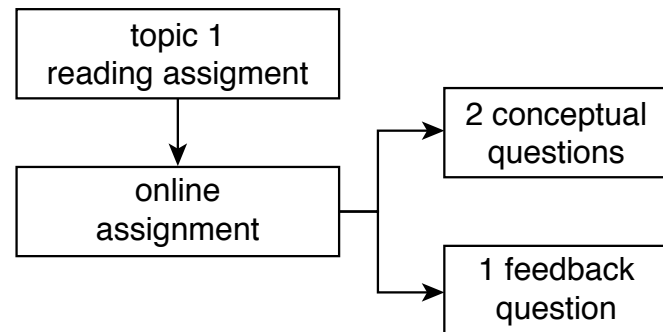 topic 1
reading assigment
online
assignment
2 conceptual
questions
1 feedback
question